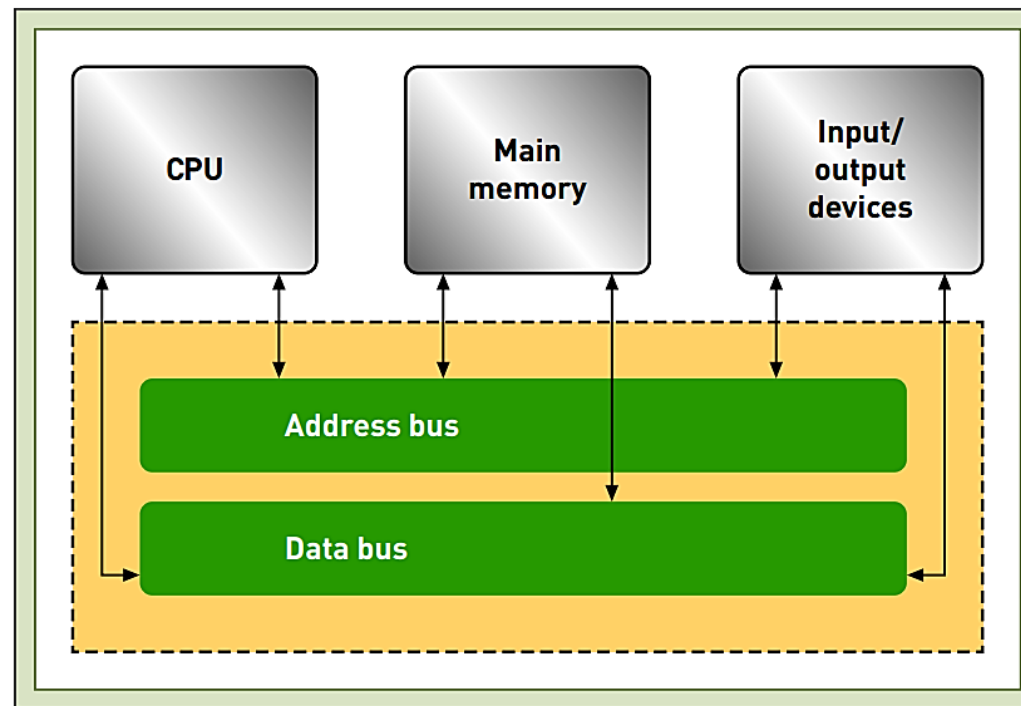 CPU
Main
memory
Input/
output
devices
Address bus
Data bus